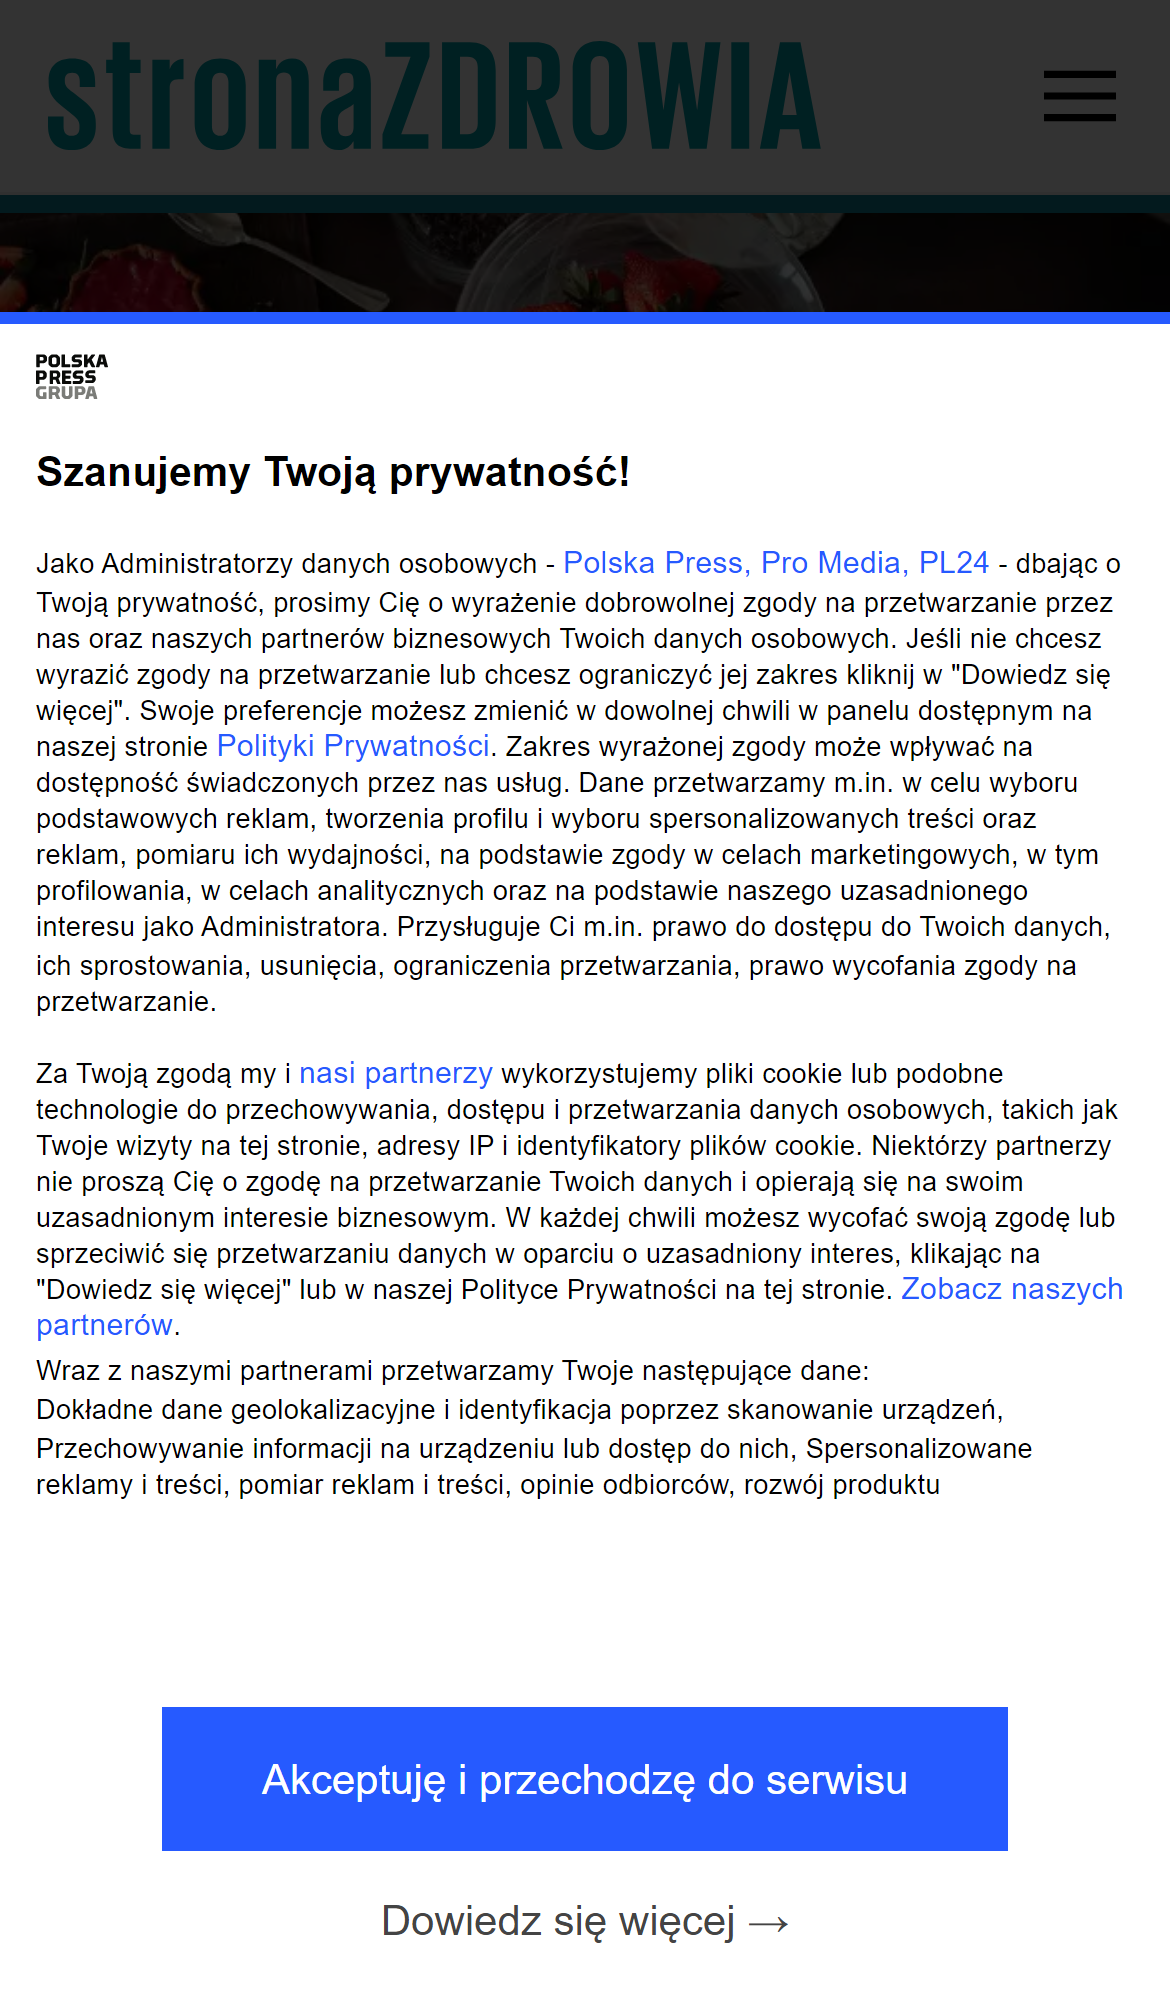 stronaZDROWIA
POLSKA
PRESS
GRUPA
Szanujemy Twoją prywatność!
Jako Administratorzy danych osobowych - Polska Press, Pro Media, PL24 - dbając o
Twoją prywatność, prosimy Cię o wyrażenie dobrowolnej zgody na przetwarzanie przez
nas oraz naszych partnerów biznesowych Twoich danych osobowych. Jeśli nie chcesz
wyrazić zgody na przetwarzanie lub chcesz ograniczyć jej zakres kliknij w "Dowiedz się
więcej". Swoje preferencje możesz zmienić w dowolnej chwili w panelu dostępnym na
naszej stronie Polityki Prywatności. Zakres wyrażonej zgody może wpływać na
dostępność świadczonych przez nas usług. Dane przetwarzamy m.in. w celu wyboru
podstawowych reklam, tworzenia profilu i wyboru spersonalizowanych treści oraz
reklam, pomiaru ich wydajności, na podstawie zgody w celach marketingowych, w tym
profilowania, w celach analitycznych oraz na podstawie naszego uzasadnionego
interesu jako Administratora. Przysługuje Ci m.in. prawo do dostępu do Twoich danych,
ich sprostowania, usunięcia, ograniczenia przetwarzania, prawo wycofania zgody na
przetwarzanie.
Za Twoją zgodą my i nasi partnerzy wykorzystujemy pliki cookie lub podobne
technologie do przechowywania, dostępu i przetwarzania danych osobowych, takich jak
Twoje wizyty na tej stronie, adresy IP i identyfikatory plików cookie. Niektórzy partnerzy
nie proszą Cię o zgodę na przetwarzanie Twoich danych i opierają się na swoim
uzasadnionym interesie biznesowym. W każdej chwili możesz wycofać swoją zgodę lub
sprzeciwić się przetwarzaniu danych w oparciu o uzasadniony interes, klikając na
"Dowiedz się więcej" lub w naszej Polityce Prywatności na tej stronie. Zobacz naszych
partnerów.
Wraz z naszymi partnerami przetwarzamy Twoje następujące dane:
Dokładne dane geolokalizacyjne i identyfikacja poprzez skanowanie urządzeń,
Przechowywanie informacji na urządzeniu lub dostęp do nich, Spersonalizowane
reklamy i treści, pomiar reklam i treści, opinie odbiorców, rozwój produktu
Akceptuję i przechodzę do serwisu
Dowiedz się więcej →